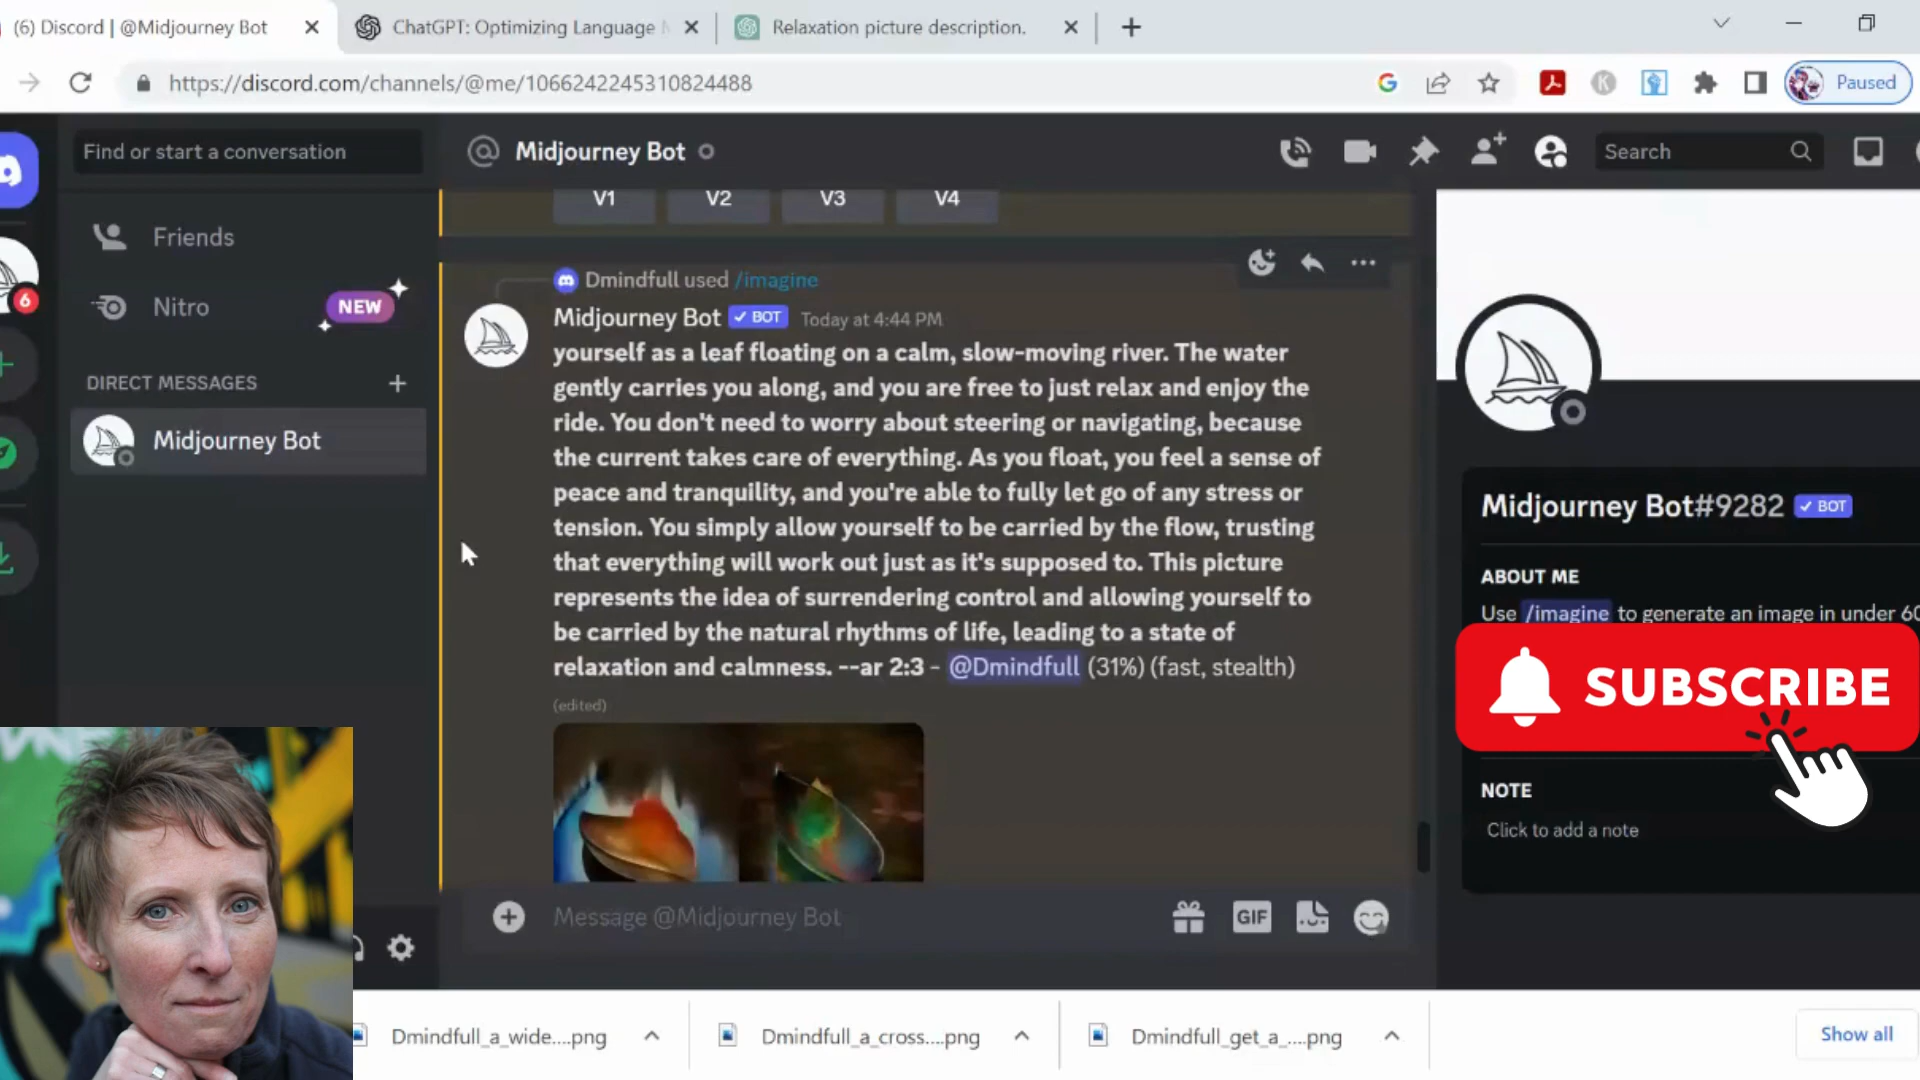 (6) Discord | @Midjourney Bot
ChatGPT: Optimizing Language
Relaxation picture description.
https://discord.com/channels/@me/1066242245310824488
Paused
Find or start a conversation
Midjourney Bot
Search
Friends
Nitro
NEW
6
DIRECT MESSAGES
Midjourney Bot
V1 V2 V3 V4
Dmindfull used /imagine
Midjourney Bot BOT Today at 4:44 PM
yourself as a leaf floating on a calm, slow-moving river. The water
gently carries you along, and you are free to just relax and enjoy the
ride. You don't need to worry about steering or navigating, because
the current takes care of everything. As you float, you feel a sense of
peace and tranquility, and you're able to fully let go of any stress or
tension. You simply allow yourself to be carried by the flow, trusting
that everything will work out just as it's supposed to. This picture
represents the idea of surrendering control and allowing yourself to
be carried by the natural rhythms of life, leading to a state of
relaxation and calmness. --ar 2:3 - @Dmindfull (31%) (fast, stealth)
(edited)
Message @Midjourney Bot
GIF
Midjourney Bot#9282 BOT
ABOUT ME
Use /imagine to generate an image in under 60
SUBSCRIBE
NOTE
Click to add a note
Dmindfull_a_wide....png
Dmindfull_a_cross....png
Dmindfull_get_a_....png
Show all